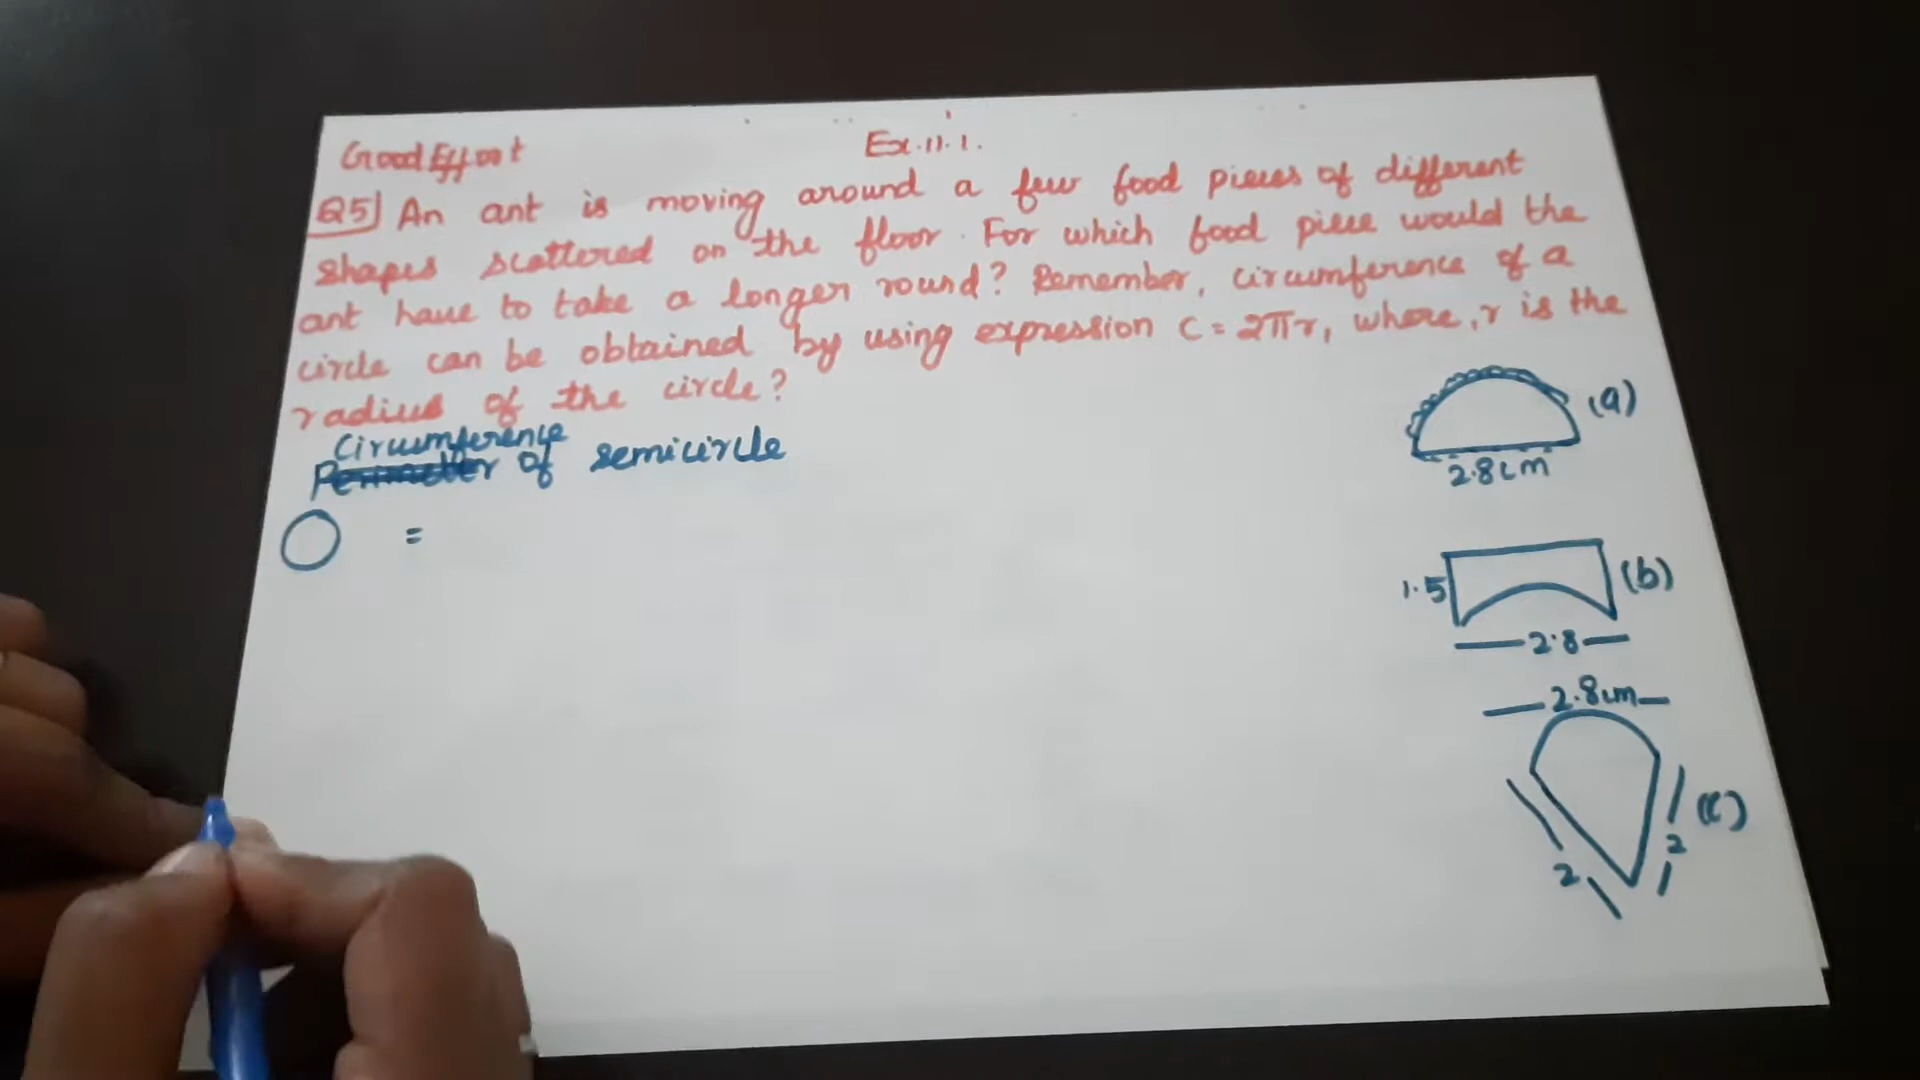 Good Effort
Ex.11.1.
Q5) An ant is moving around a few food pieces of different
shapes scattered on the floor. For which food piece would the
ant have to take a longer round? Remember, circumference of a
circle can be obtained by using expression C = 2πr, where, r is the
radius of the circle?
Circumference
Perimeter of semicircle
=
(a)
2.8cm
1.5
(b)
2.8
2.8cm
(c)
2
2